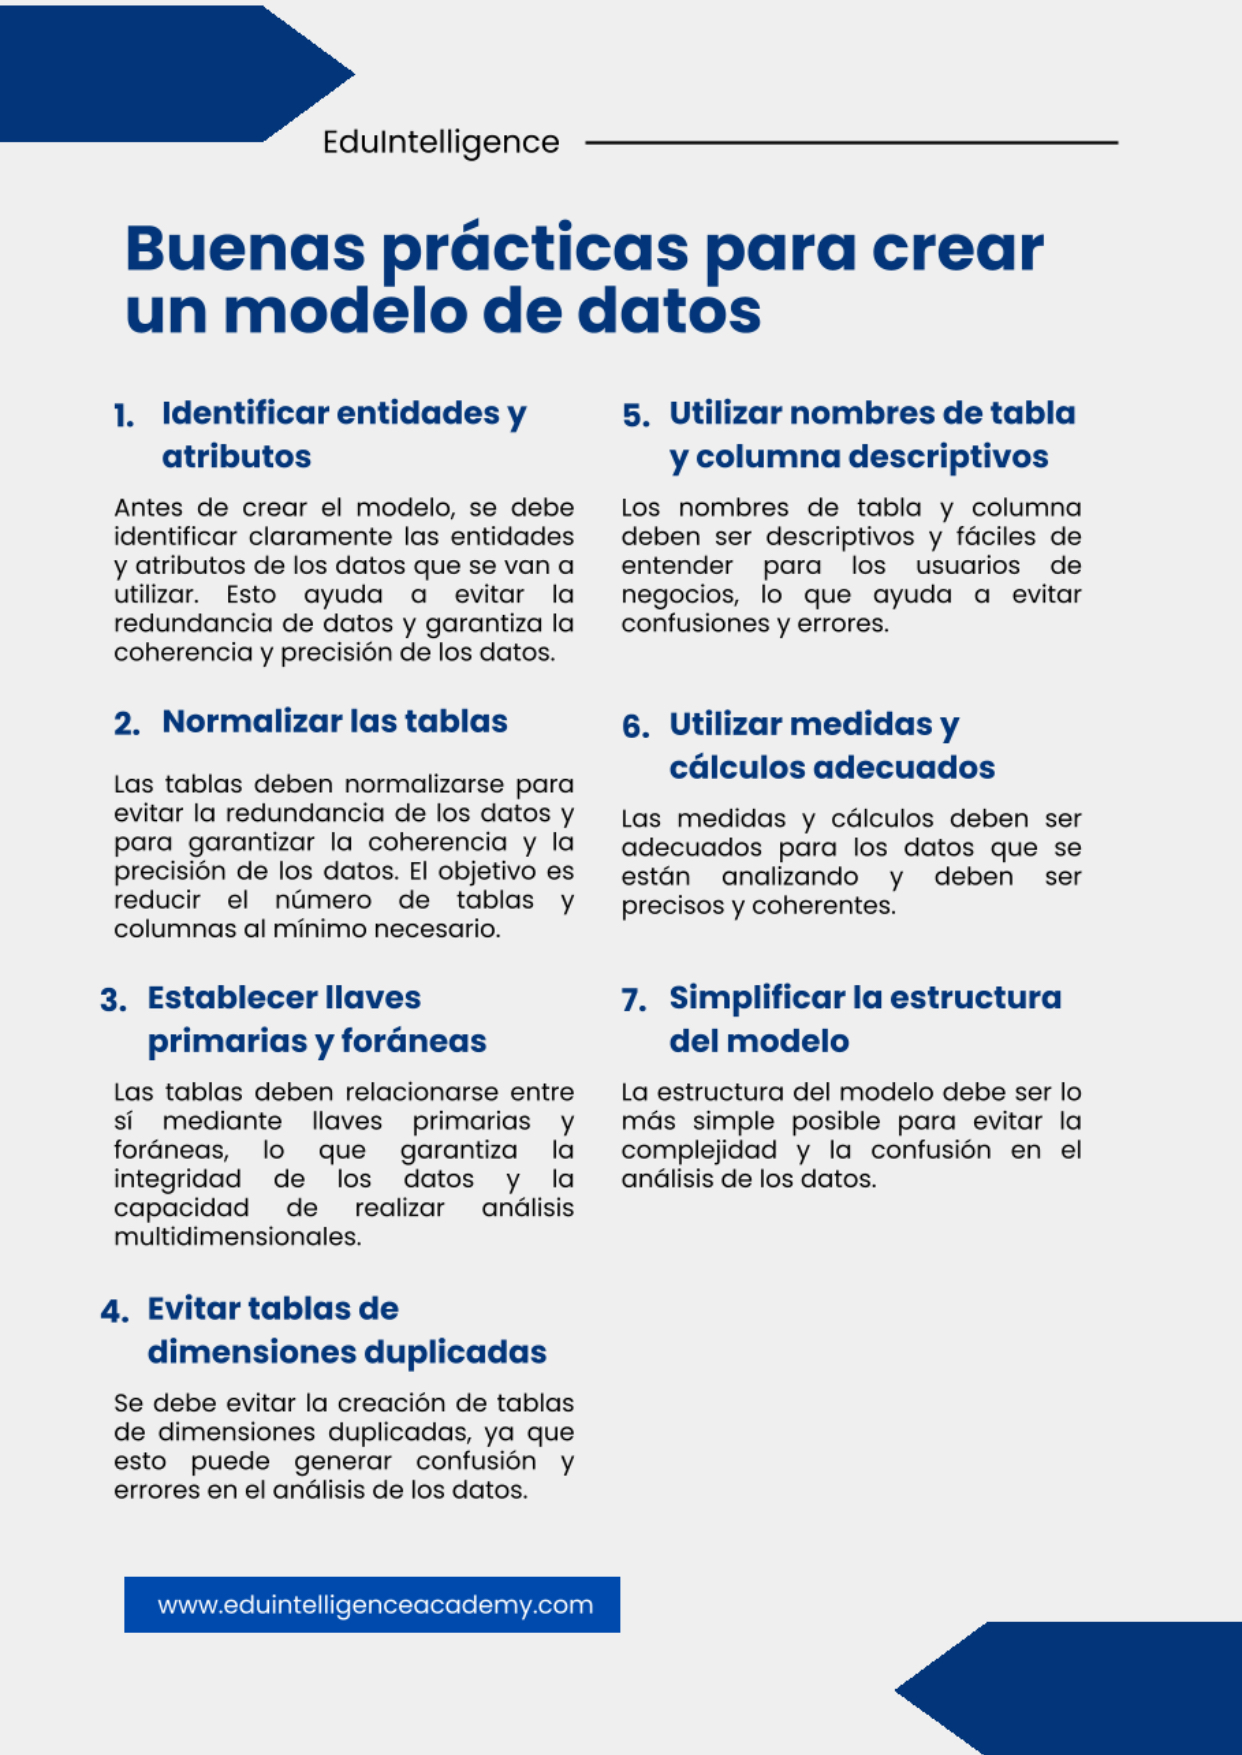 EduIntelligence
Buenas prácticas para crear
un modelo de datos
1. Identificar entidades y
atributos
Antes de crear el modelo, se debe
identificar claramente las entidades
y atributos de los datos que se van a
utilizar. Esto ayuda a evitar la
redundancia de datos y garantiza la
coherencia y precisión de los datos.
2. Normalizar las tablas
Las tablas deben normalizarse para
evitar la redundancia de los datos y
para garantizar la coherencia y la
precisión de los datos. El objetivo es
reducir el número de tablas y
columnas al mínimo necesario.
3. Establecer llaves
primarias y foráneas
Las tablas deben relacionarse entre
sí mediante llaves primarias y
foráneas, lo que garantiza la
integridad de los datos y la
capacidad de realizar análisis
multidimensionales.
4. Evitar tablas de
dimensiones duplicadas
Se debe evitar la creación de tablas
de dimensiones duplicadas, ya que
esto puede generar confusión y
errores en el análisis de los datos.
5. Utilizar nombres de tabla
y columna descriptivos
Los nombres de tabla y columna
deben ser descriptivos y fáciles de
entender para los usuarios de
negocios, lo que ayuda a evitar
confusiones y errores.
6. Utilizar medidas y
cálculos adecuados
Las medidas y cálculos deben ser
adecuados para los datos que se
están analizando y deben ser
precisos y coherentes.
7. Simplificar la estructura
del modelo
La estructura del modelo debe ser lo
más simple posible para evitar la
complejidad y la confusión en el
análisis de los datos.
www.eduintelligenceacademy.com